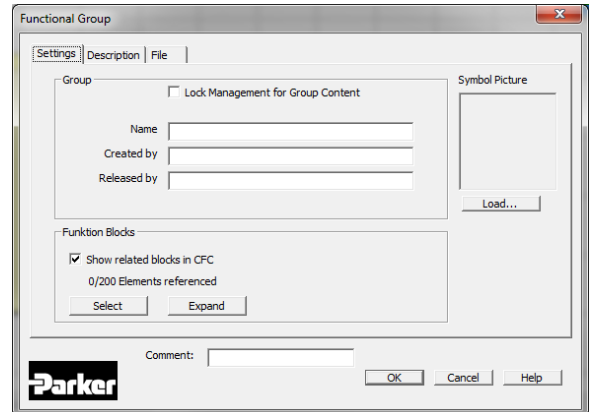 Functional Group
Settings Description File
Group
Lock Management for Group Content
Symbol Picture
Name
Created by
Released by
Load...
Funktion Blocks
Show related blocks in CFC
0/200 Elements referenced
Select Expand
Comment:
Parker
OK Cancel Help